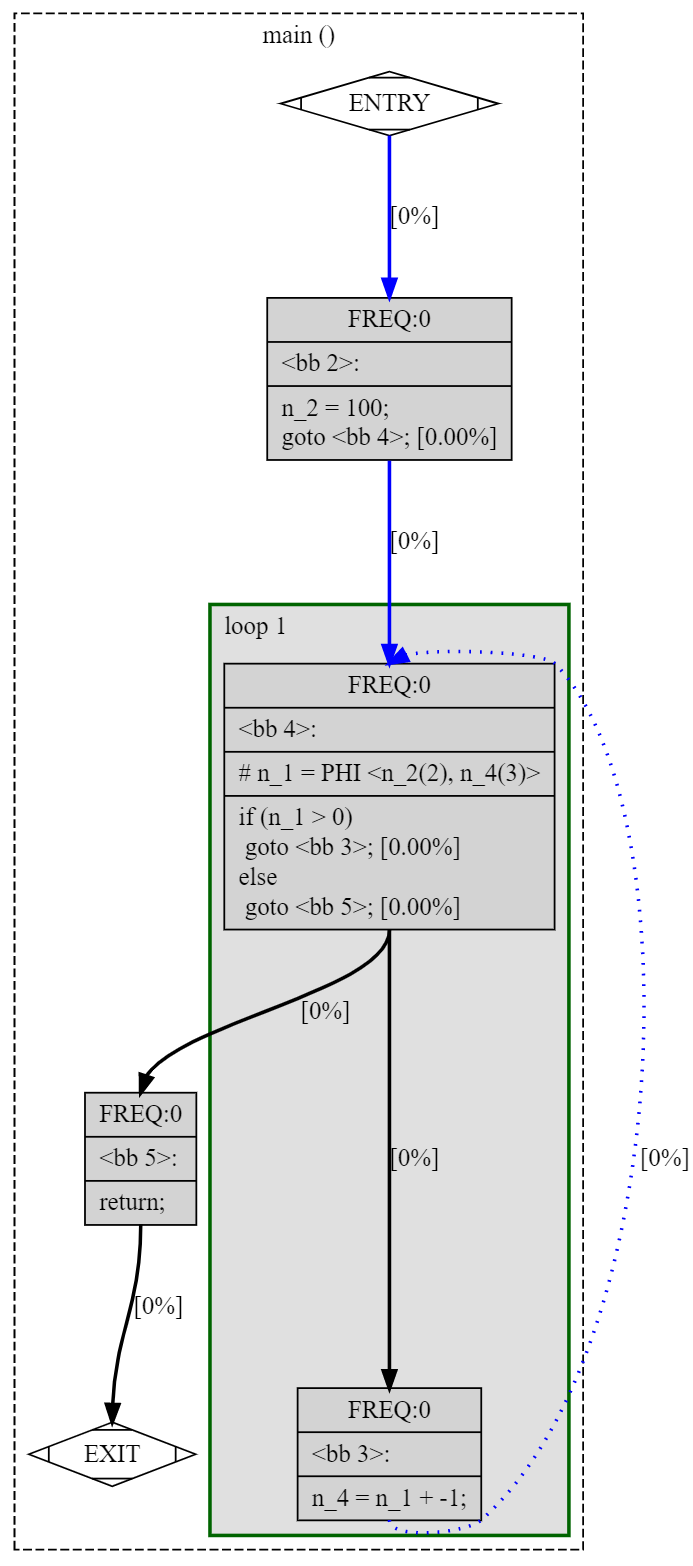 main ()
ENTRY
[0%]
FREQ:0
<bb 2>:
n_2 = 100;
goto <bb 4>; [0.00%]
[0%]
loop 1
FREQ:0
<bb 4>:
# n_1 = PHI <n_2(2), n_4(3)>
if (n_1 > 0)
 goto <bb 3>; [0.00%]
else
 goto <bb 5>; [0.00%]
[0%]
FREQ:0
<bb 5>:
return;
[0%]
[0%]
[0%]
EXIT
FREQ:0
<bb 3>:
n_4 = n_1 + -1;